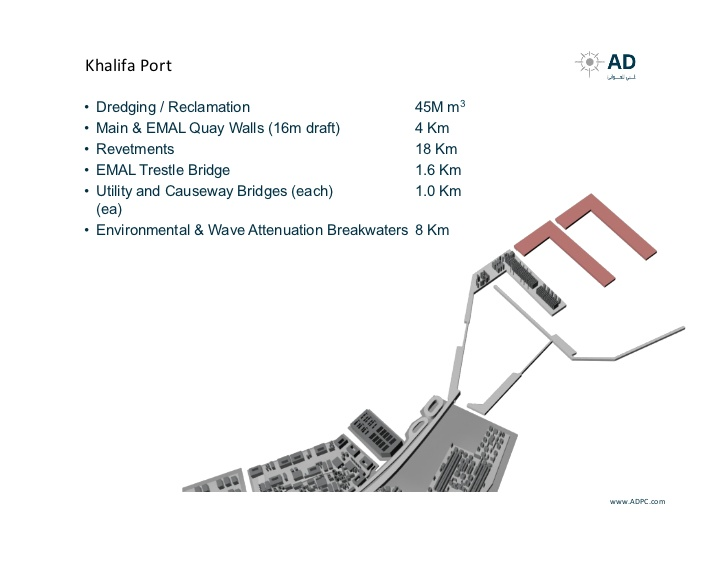 Khalifa Port
AD
• Dredging / Reclamation 45M m³
• Main & EMAL Quay Walls (16m draft) 4 Km
• Revetments 18 Km
• EMAL Trestle Bridge 1.6 Km
• Utility and Causeway Bridges (each) 1.0 Km
(ea)
• Environmental & Wave Attenuation Breakwaters 8 Km
www.ADPC.com